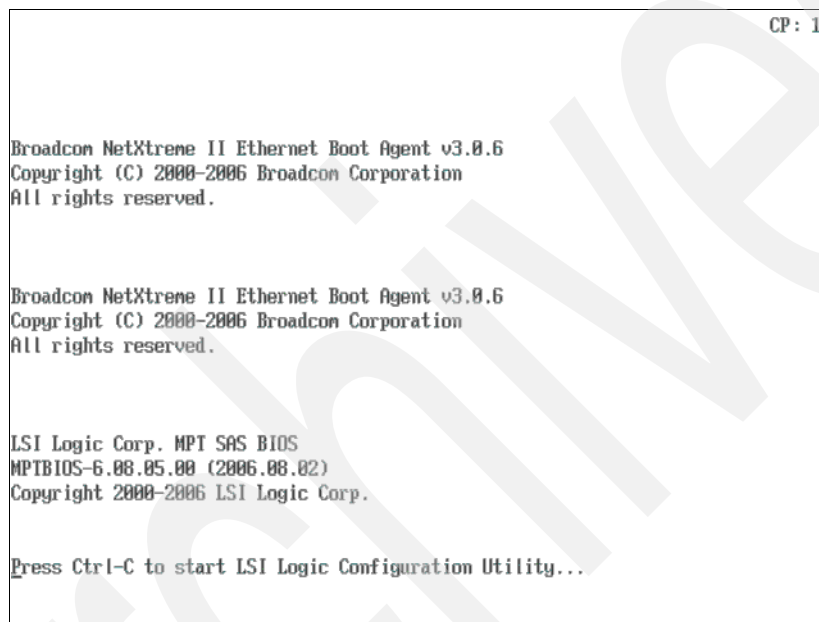 CP: 1
Broadcom NetXtreme II Ethernet Boot Agent v3.0.6
Copyright (C) 2000-2006 Broadcom Corporation
All rights reserved.
Broadcom NetXtreme II Ethernet Boot Agent v3.0.6
Copyright (C) 2000-2006 Broadcom Corporation
All rights reserved.
LSI Logic Corp. MPT SAS BIOS
MPTBIOS-6.08.05.00 (2006.08.02)
Copyright 2000-2006 LSI Logic Corp.
Press Ctrl-C to start LSI Logic Configuration Utility...